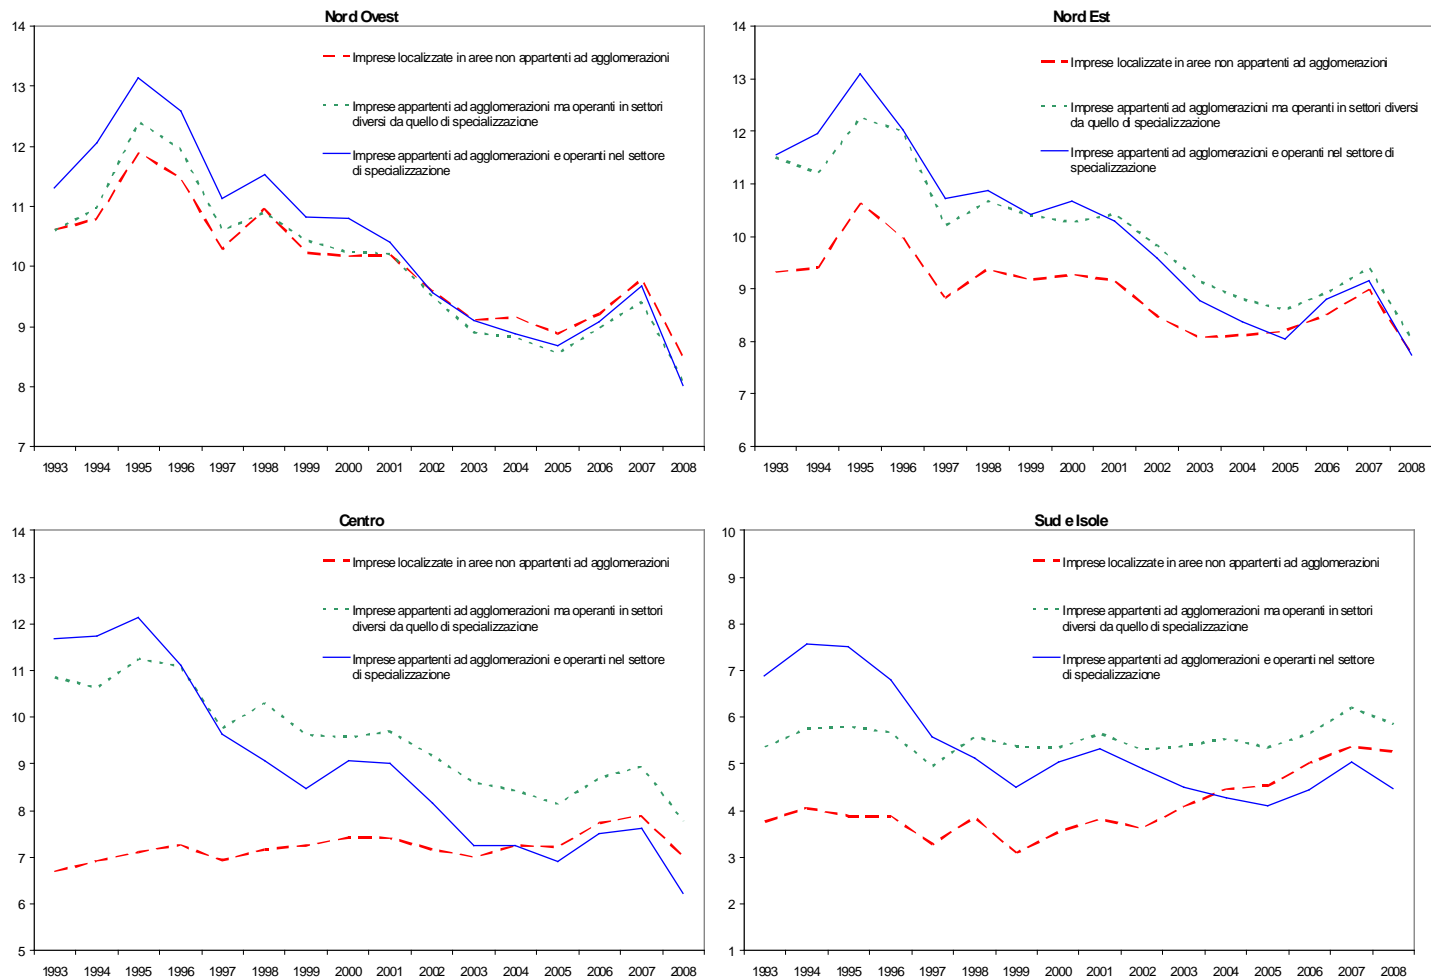 Nord Ovest
14
13
12
11
10
9
8
7
Imprese localizzate in aree non appartenti ad agglomerazioni
Imprese appartenti ad agglomerazioni ma operanti in settori
diversi da quello di specializzazione
Imprese appartenti ad agglomerazioni e operanti nel settore
di specializzazione
1993 1994 1995 1996 1997 1998 1999 2000 2001 2002 2003 2004 2005 2006 2007 2008
Nord Est
14
13
12
11
10
9
8
7
6
Imprese localizzate in aree non appartenti ad agglomerazioni
Imprese appartenti ad agglomerazioni ma operanti in settori diversi
da quello di specializzazione
Imprese appartenti ad agglomerazioni e operanti nel settore di
specializzazione
1993 1994 1995 1996 1997 1998 1999 2000 2001 2002 2003 2004 2005 2006 2007 2008
Centro
14
13
12
11
10
9
8
7
6
5
Imprese localizzate in aree non appartenti ad agglomerazioni
Imprese appartenti ad agglomerazioni ma operanti in settori
diversi da quello di specializzazione
Imprese appartenti ad agglomerazioni e operanti nel settore
di specializzazione
1993 1994 1995 1996 1997 1998 1999 2000 2001 2002 2003 2004 2005 2006 2007 2008
Sud e Isole
10
9
8
7
6
5
4
3
2
1
Imprese localizzate in aree non appartenti ad agglomerazioni
Imprese appartenti ad agglomerazioni ma operanti in settori
diversi da quello di specializzazione
Imprese appartenti ad agglomerazioni e operanti nel settore
di specializzazione
1993 1994 1995 1996 1997 1998 1999 2000 2001 2002 2003 2004 2005 2006 2007 2008